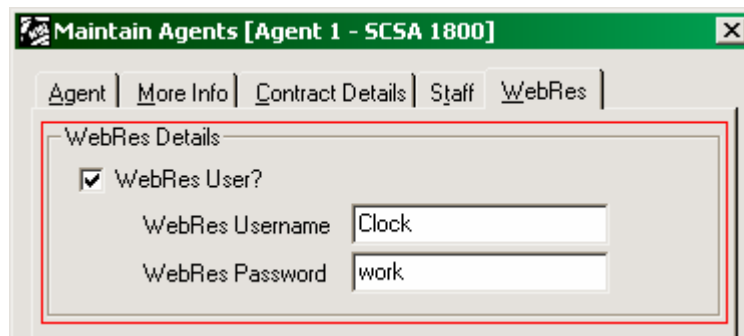 Maintain Agents [Agent 1 - SCSA 1800]
Agent More Info Contract Details Staff WebRes
WebRes Details
WebRes User?
WebRes Username Clock
WebRes Password work